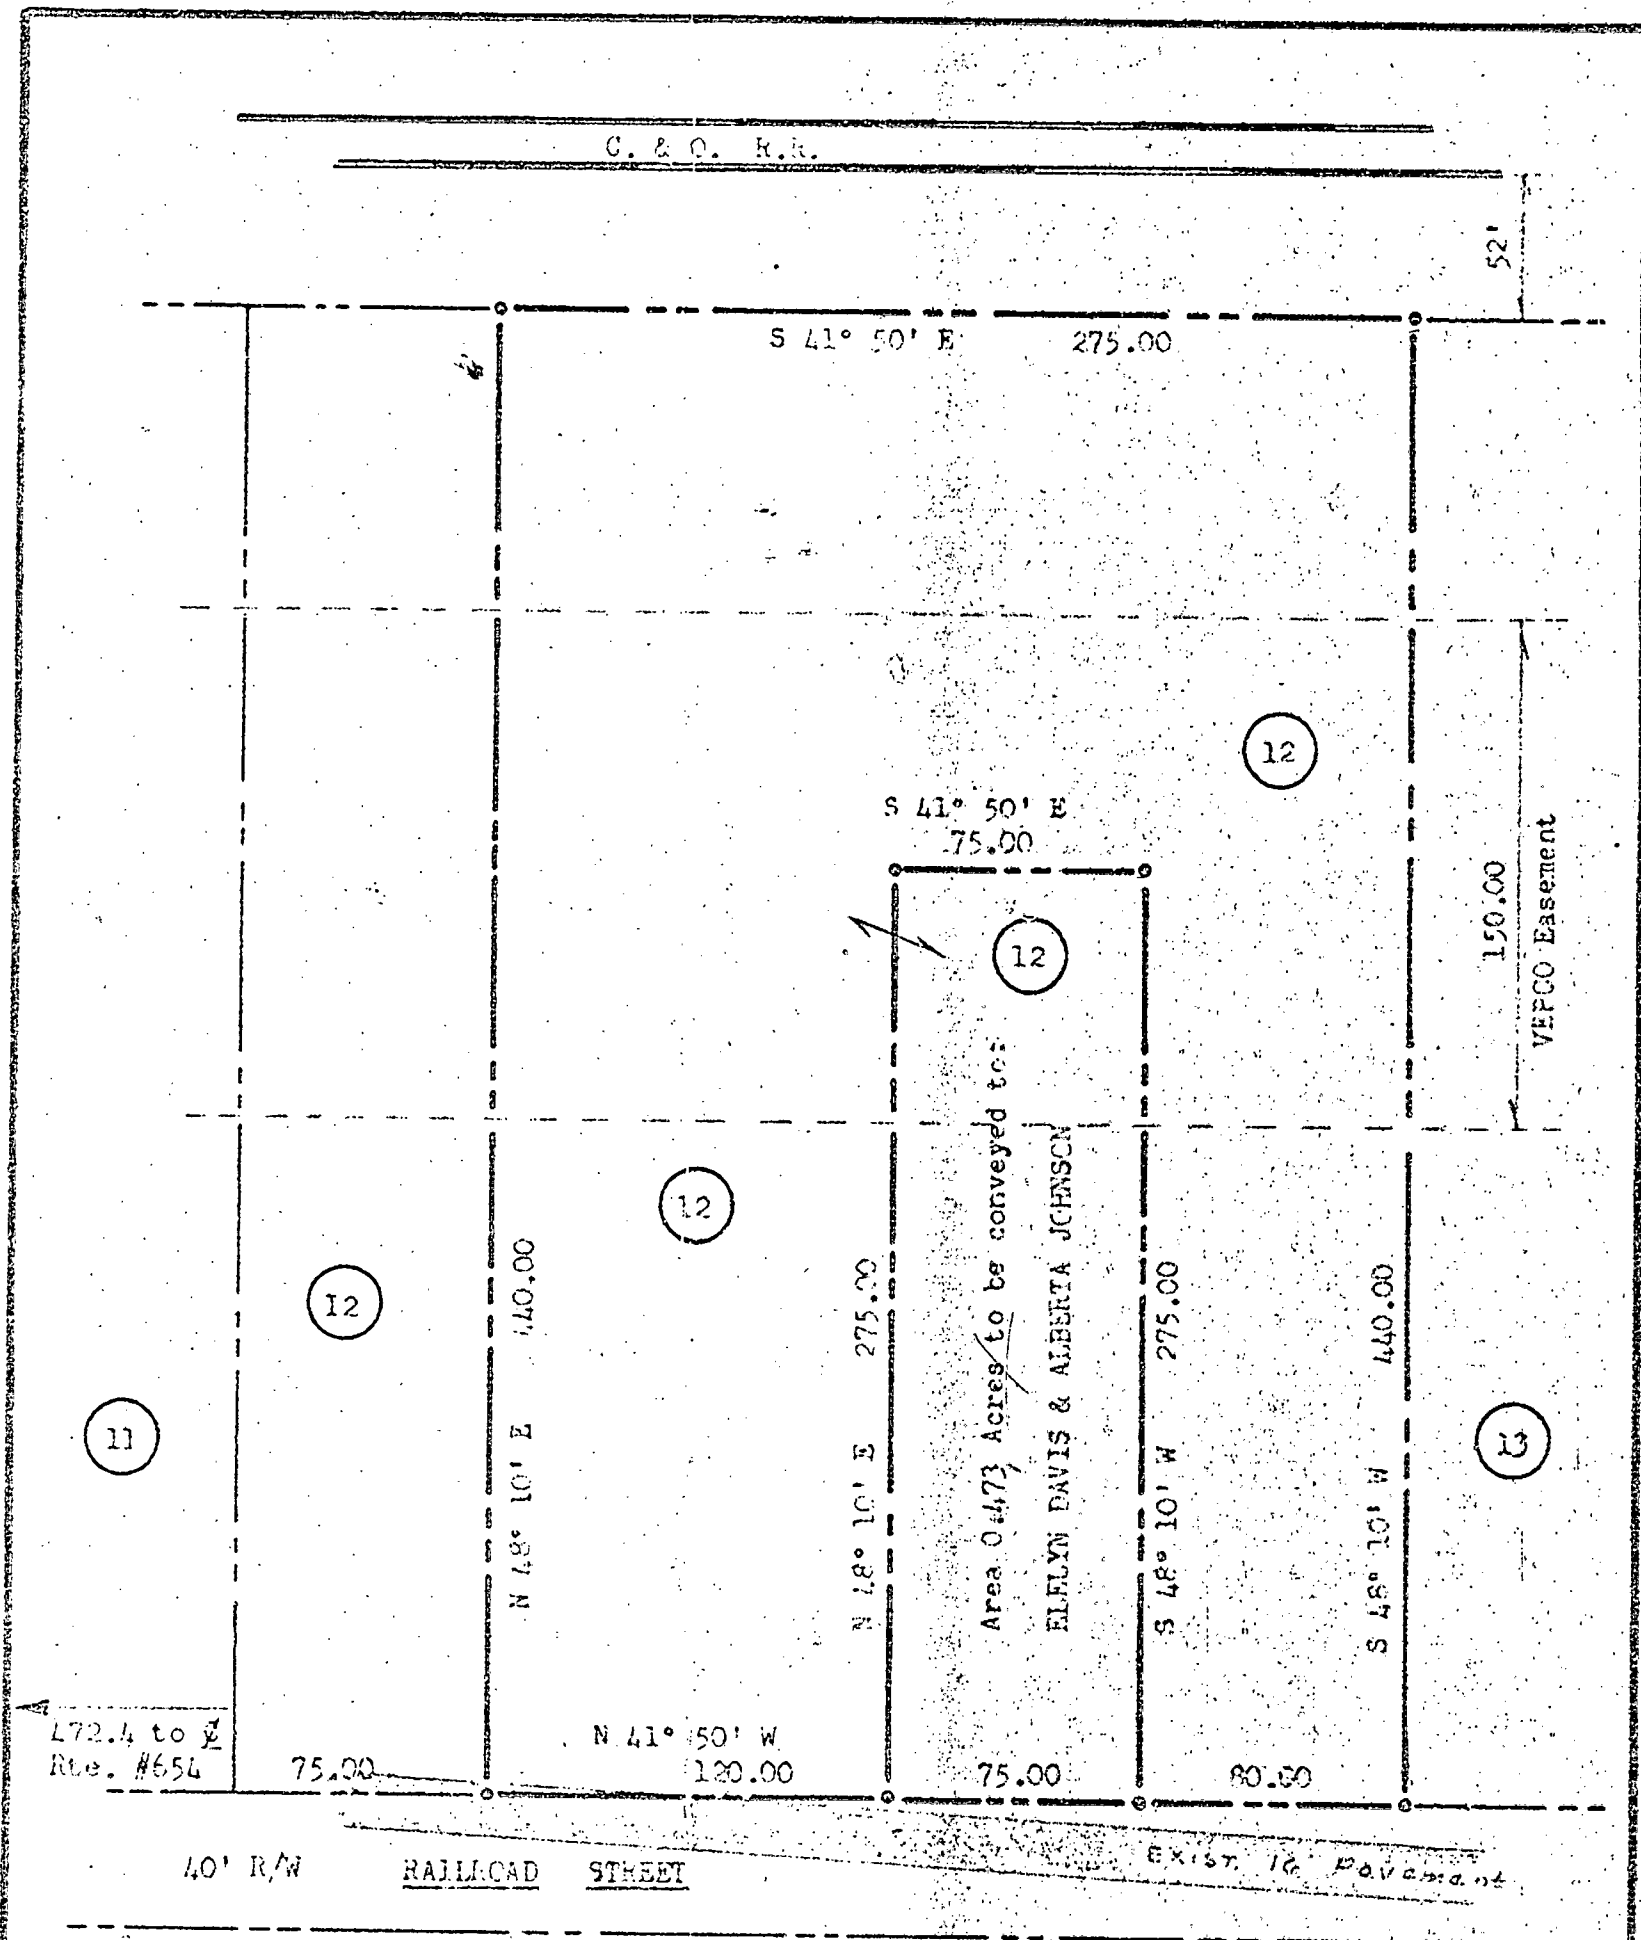 C. & O. R.R.
52'
S 41° 50' E 275.00
12
S 41° 50' E
75.00
150.00
VEPCO Easement
12
Area 0.473 Acres to be conveyed to:
ELELYN DAVIS & ALBERTA JOHNSON
12
12
11
13
N 48° 10' E 440.00
N 48° 10' E 275.00
S 48° 10' W 275.00
S 48° 10' W 440.00
472.4 to ℄
Rte. #654
N 41° 50' W
75.00 120.00 75.00 80.00
Exist. Pavement
40' R/W RAILROAD STREET